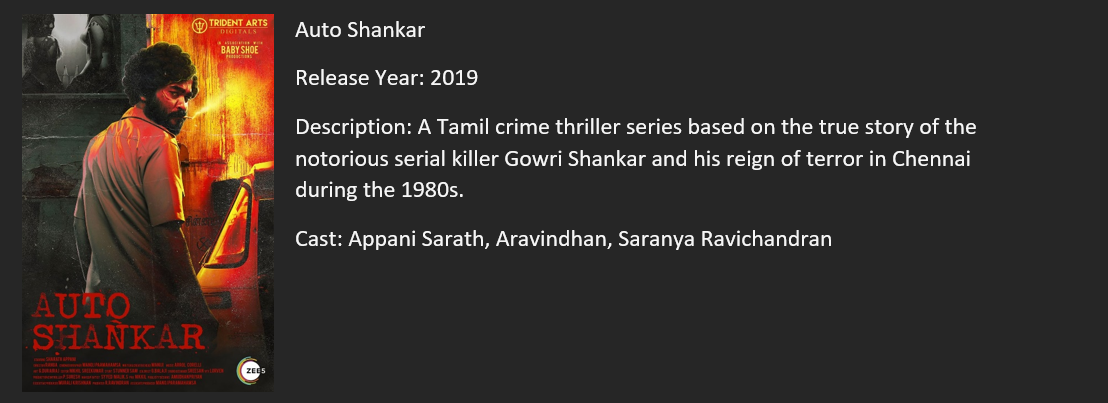 TRIDENT ARTS
DIGITALS
IN ASSOCIATION WITH
BABY SHOE
PRODUCTIONS
AUTO
SHANKAR
ZEE5
Auto Shankar
Release Year: 2019
Description: A Tamil crime thriller series based on the true story of the
notorious serial killer Gowri Shankar and his reign of terror in Chennai
during the 1980s.
Cast: Appani Sarath, Aravindhan, Saranya Ravichandran